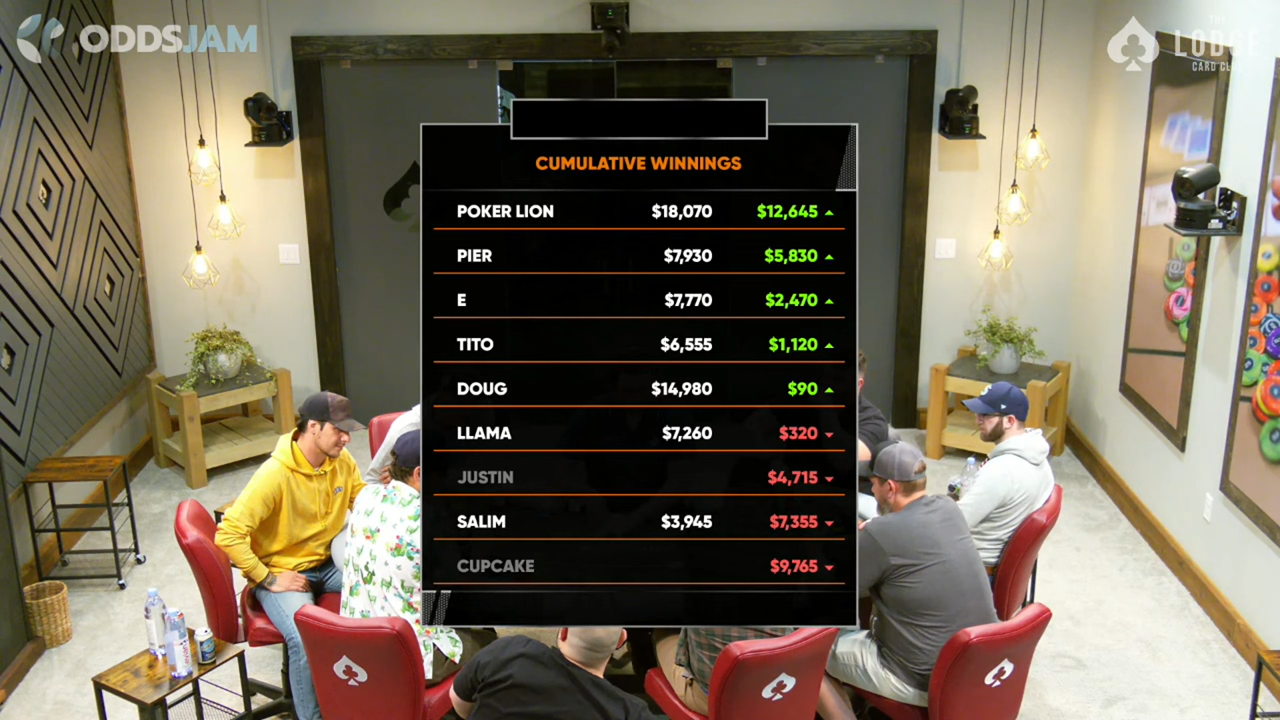 ODDSJAM
THE
LODGE
CARD CLUB
CUMULATIVE WINNINGS
POKER LION $18,070 $12,645
PIER $7,930 $5,830
E $7,770 $2,470
TITO $6,555 $1,120
DOUG $14,980 $90
LLAMA $7,260 $320
JUSTIN $4,715
SALIM $3,945 $7,355
CUPCAKE $9,765